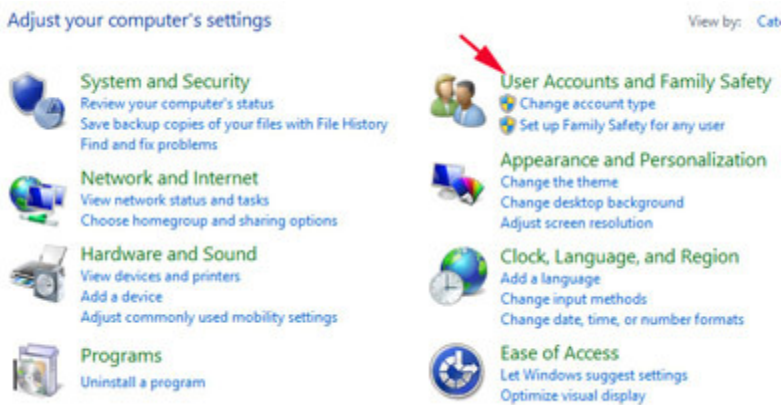 Adjust your computer's settings
View by: Cate
System and Security
Review your computer's status
Save backup copies of your files with File History
Find and fix problems
Network and Internet
View network status and tasks
Choose homegroup and sharing options
Hardware and Sound
View devices and printers
Add a device
Adjust commonly used mobility settings
Programs
Uninstall a program
User Accounts and Family Safety
Change account type
Set up Family Safety for any user
Appearance and Personalization
Change the theme
Change desktop background
Adjust screen resolution
Clock, Language, and Region
Add a language
Change input methods
Change date, time, or number formats
Ease of Access
Let Windows suggest settings
Optimize visual display